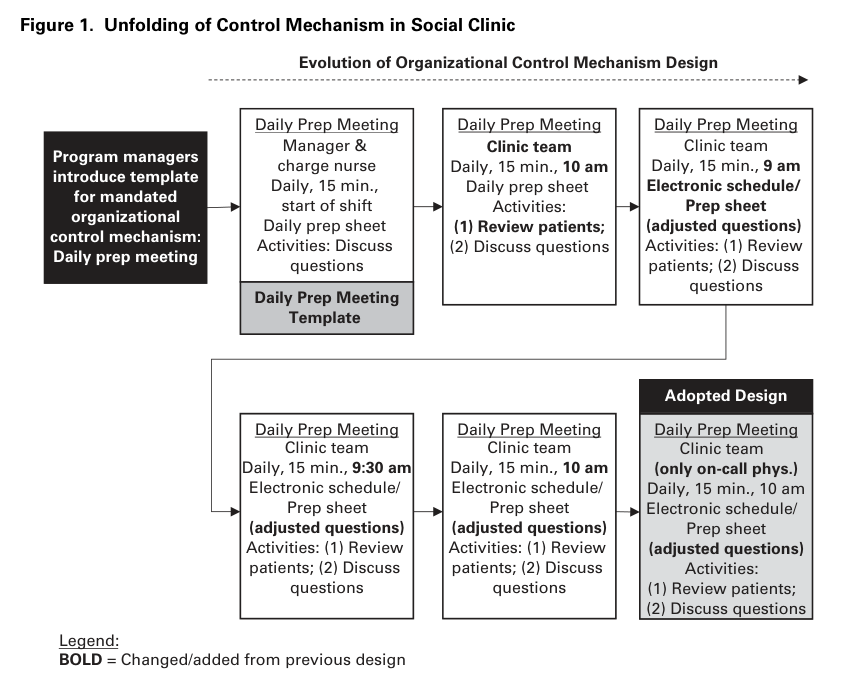 Figure 1. Unfolding of Control Mechanism in Social Clinic
Evolution of Organizational Control Mechanism Design
Program managers
introduce template
for mandated
organizational
control mechanism:
Daily prep meeting
Daily Prep Meeting
Manager &
charge nurse
Daily, 15 min.,
start of shift
Daily prep sheet
Activities: Discuss
questions
Daily Prep Meeting
Template
Daily Prep Meeting
Clinic team
Daily, 15 min., 10 am
Daily prep sheet
Activities:
(1) Review patients;
(2) Discuss questions
Daily Prep Meeting
Clinic team
Daily, 15 min., 9 am
Electronic schedule/
Prep sheet
(adjusted questions)
Activities: (1) Review
patients; (2) Discuss
questions
Daily Prep Meeting
Clinic team
Daily, 15 min., 9:30 am
Electronic schedule/
Prep sheet
(adjusted questions)
Activities: (1) Review
patients; (2) Discuss
questions
Daily Prep Meeting
Clinic team
Daily, 15 min., 10 am
Electronic schedule/
Prep sheet
(adjusted questions)
Activities: (1) Review
patients; (2) Discuss
questions
Adopted Design
Daily Prep Meeting
Clinic team
(only on-call phys.)
Daily, 15 min., 10 am
Electronic schedule/
Prep sheet
(adjusted questions)
Activities:
(1) Review patients;
(2) Discuss questions
Legend:
BOLD = Changed/added from previous design